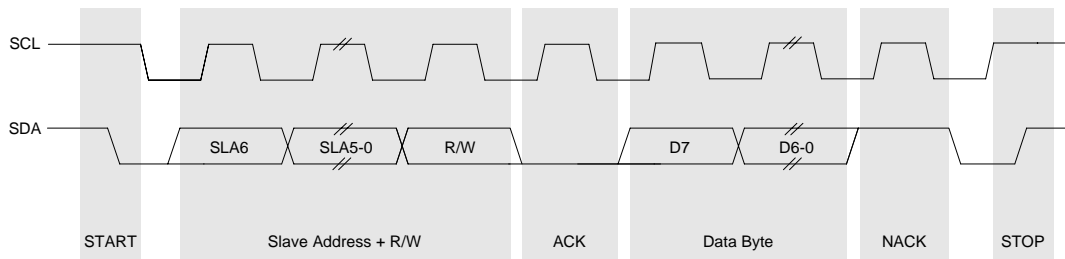 SCL
SDA
SLA6 SLA5-0 R/W D7 D6-0
START Slave Address + R/W ACK Data Byte NACK STOP